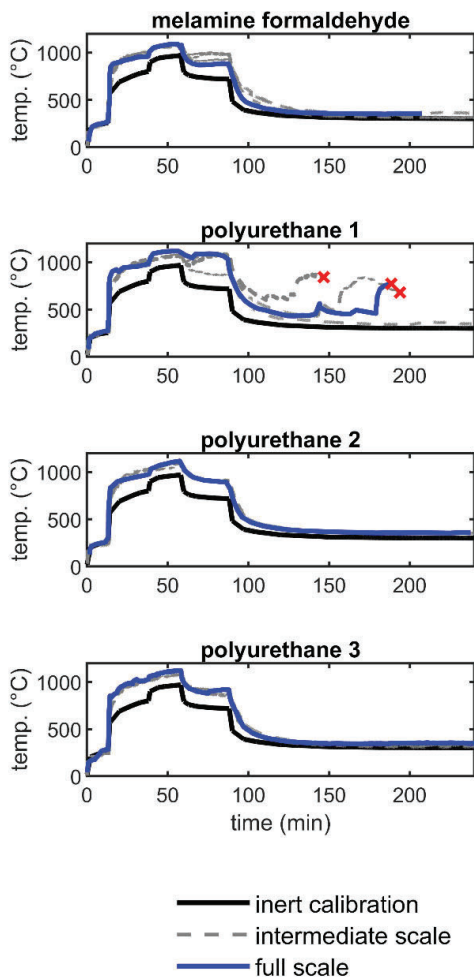 melamine formaldehyde
temp. (°C)
1000
500
0
0 50 100 150 200
polyurethane 1
temp. (°C)
1000
500
0
0 50 100 150 200
polyurethane 2
temp. (°C)
1000
500
0
0 50 100 150 200
polyurethane 3
temp. (°C)
1000
500
0
0 50 100 150 200
time (min)
inert calibration
intermediate scale
full scale